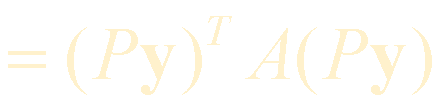 = (Py)^T A(Py)